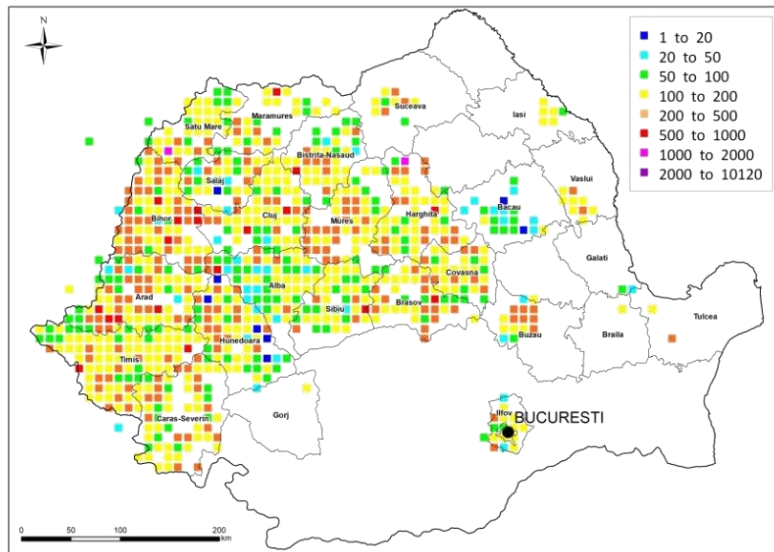 N
1 to 20
20 to 50
50 to 100
100 to 200
200 to 500
500 to 1000
1000 to 2000
2000 to 10120
Suceava
Maramures
Iasi
Satu Mare
Bistrita-Nasaud
Salaj
Vaslui
Bacau
Bihor
Cluj
Mures
Harghita
Galati
Covasna
Alba
Arad
Sibiu
Brasov
Tulcea
Hunedoara
Buzau
Braila
Timis
Caras-Severin
Gorj
Ilfov
BUCURESTI
0 50 100 200
km